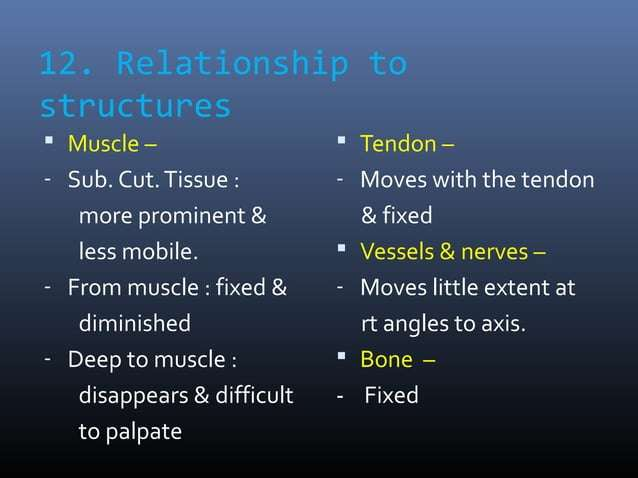 12. Relationship to
structures
▪ Muscle –
- Sub. Cut. Tissue :
more prominent &
less mobile.
- From muscle : fixed &
diminished
- Deep to muscle :
disappears & difficult
to palpate
▪ Tendon –
- Moves with the tendon
& fixed
▪ Vessels & nerves –
- Moves little extent at
rt angles to axis.
▪ Bone –
- Fixed